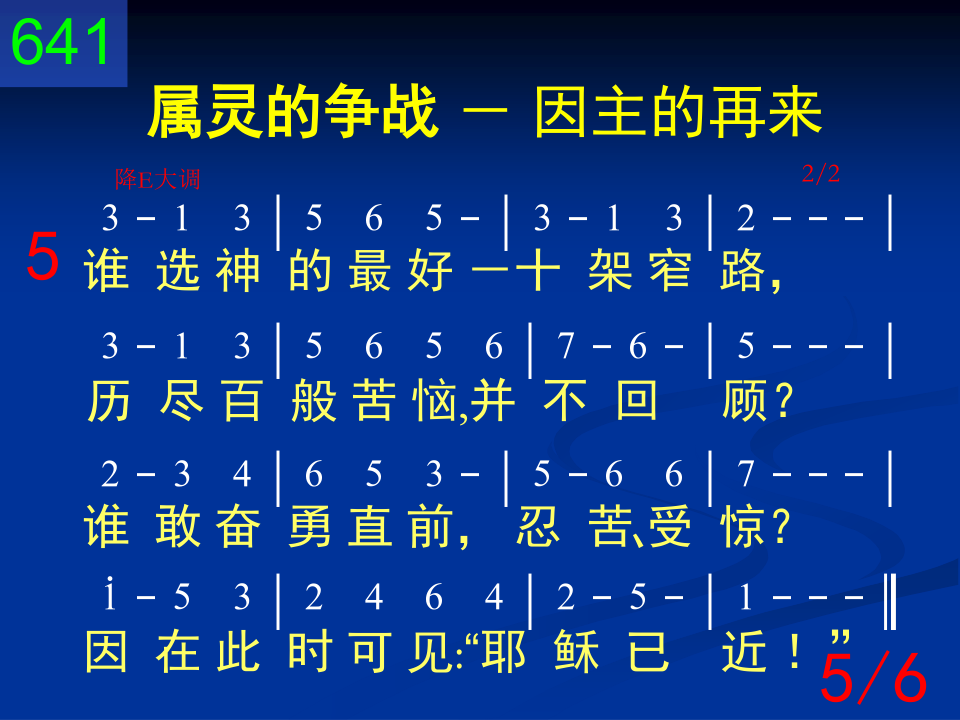 641
属灵的争战 － 因主的再来
降E大调 2/2
3 – 1 3 | 5 6 5 – | 3 – 1 3 | 2 – – – |
5
谁 选 神 的 最 好 －十 架 窄 路，
3 – 1 3 | 5 6 5 6 | 7 – 6 – | 5 – – – |
历 尽 百 般 苦 恼,并 不 回 顾？
2 – 3 4 | 6 5 3 – | 5 – 6 6 | 7 – – – |
谁 敢 奋 勇 直 前， 忍 苦、受 惊？
i – 5 3 | 2 4 6 4 | 2 – 5 – | 1 – – – ‖
因 在 此 时 可 见:“耶 稣 已 近！”
5/6